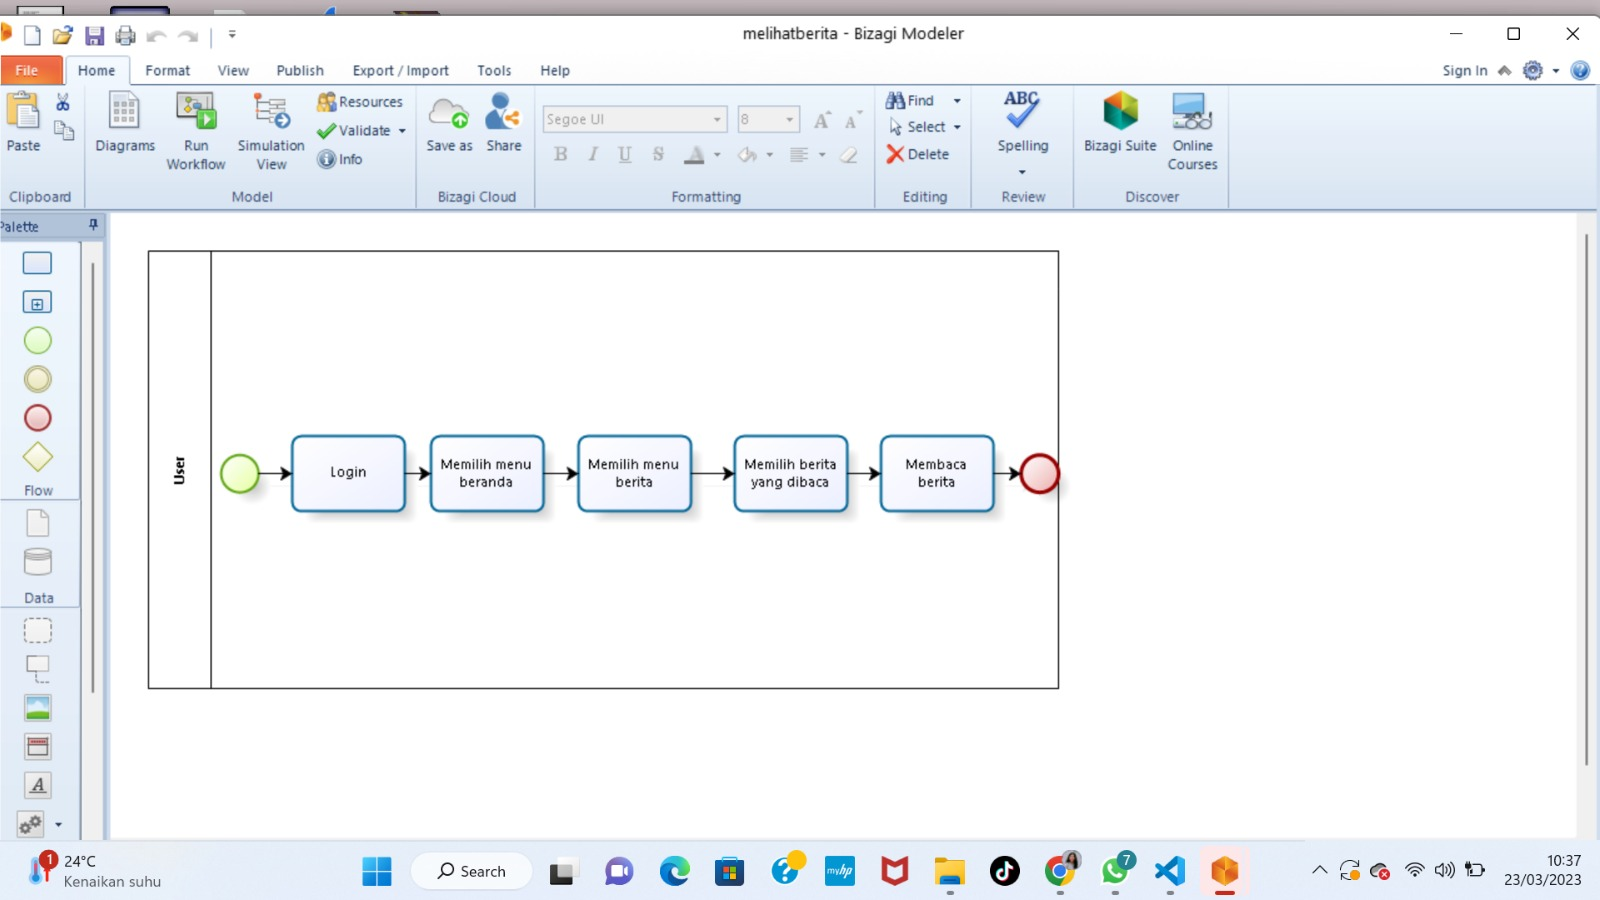 melihatberita - Bizagi Modeler
File Home Format View Publish Export / Import Tools Help Sign In
Paste
Clipboard
Diagrams
Run
Workflow
Simulation
View
Resources
Validate
Info
Model
Save as
Share
Bizagi Cloud
Segoe UI
8
B I U S A
Formatting
Find
Select
Delete
Editing
ABC
Spelling
Review
Bizagi Suite
Online
Courses
Discover
Palette
Flow
Data
User
Login
Memilih menu
beranda
Memilih menu
berita
Memilih berita
yang dibaca
Membaca
berita
1
24°C
Kenaikan suhu
Search
myhp
7
10:37
23/03/2023